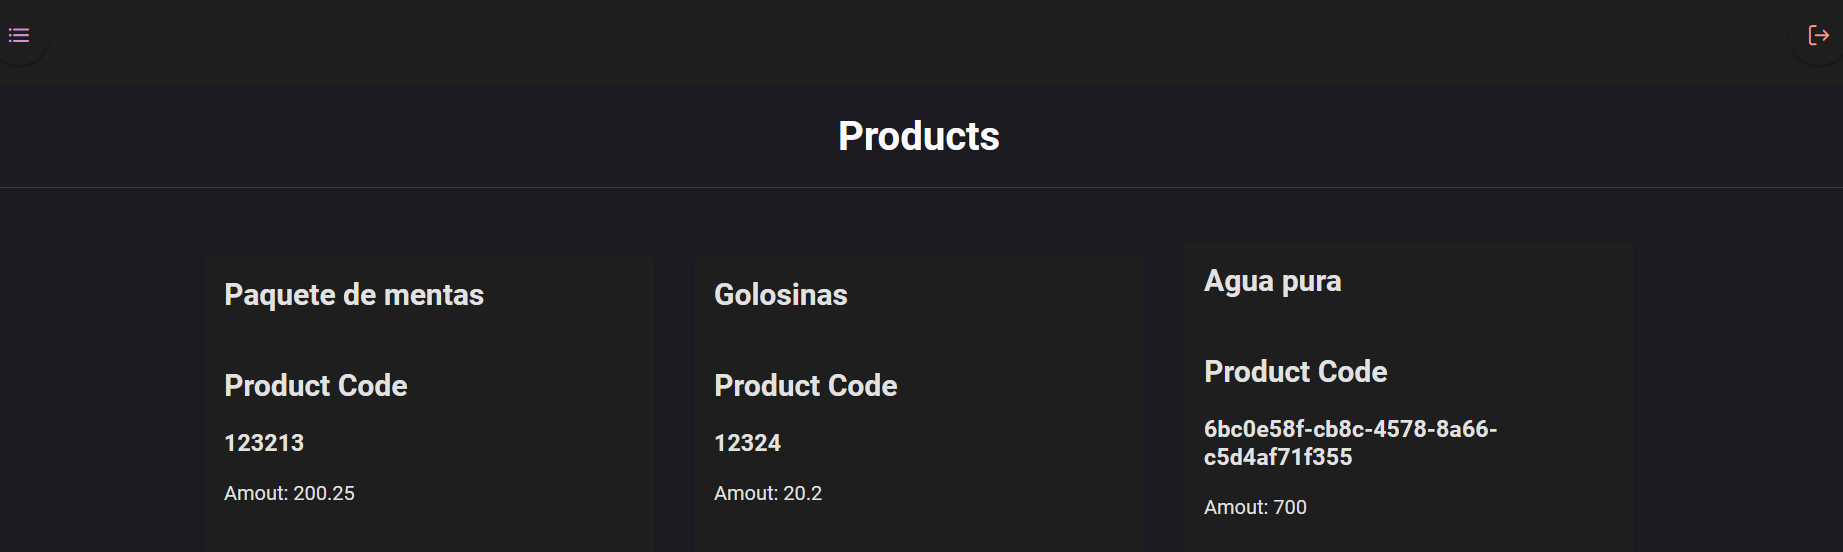 Products
Paquete de mentas
Product Code
123213
Amout: 200.25
Golosinas
Product Code
12324
Amout: 20.2
Agua pura
Product Code
6bc0e58f-cb8c-4578-8a66-
c5d4af71f355
Amout: 700